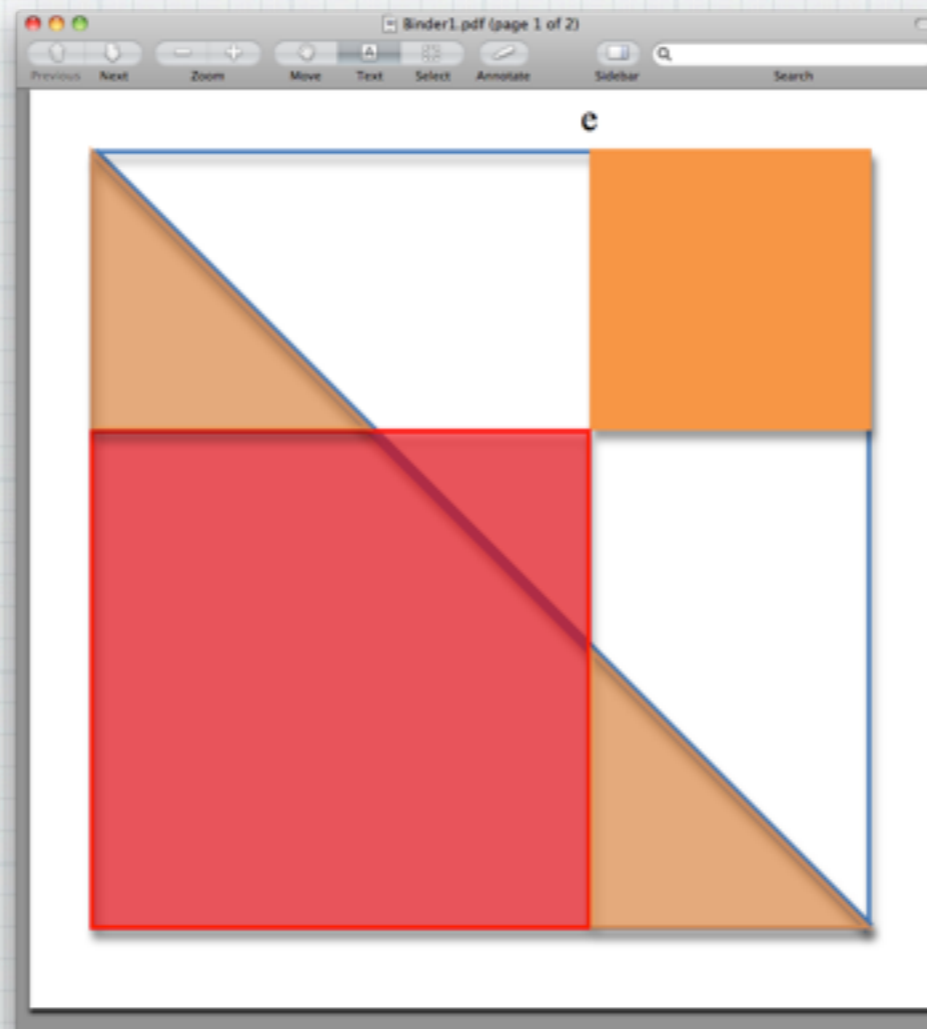 Binder1.pdf (page 1 of 2)
A
Previous Next Zoom Move Text Select Annotate Sidebar Search
e